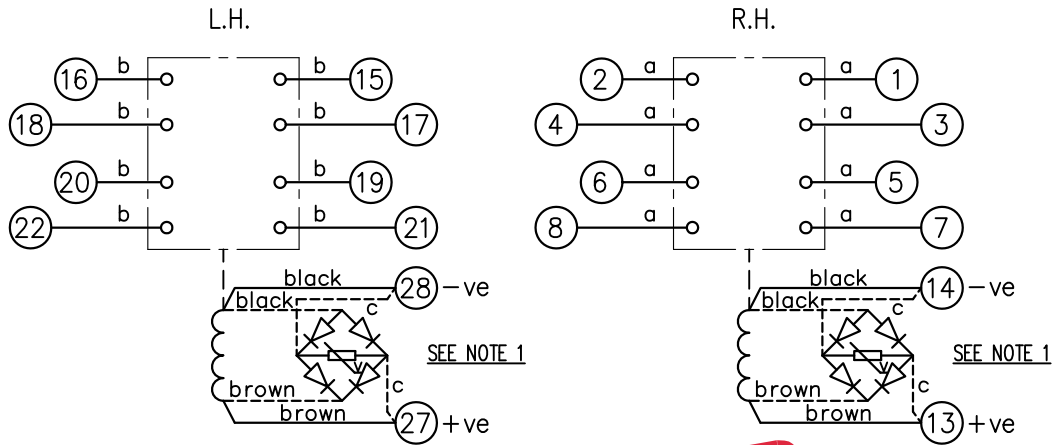 L.H. R.H.
16 b b 15 2 a a 1
18 b b 17 4 a a 3
20 b b 19 6 a a 5
22 b b 21 8 a a 7
black 28 -ve black 14 -ve
black c black c
v SEE NOTE 1 v SEE NOTE 1
brown c brown c
brown 27 +ve brown 13 +ve